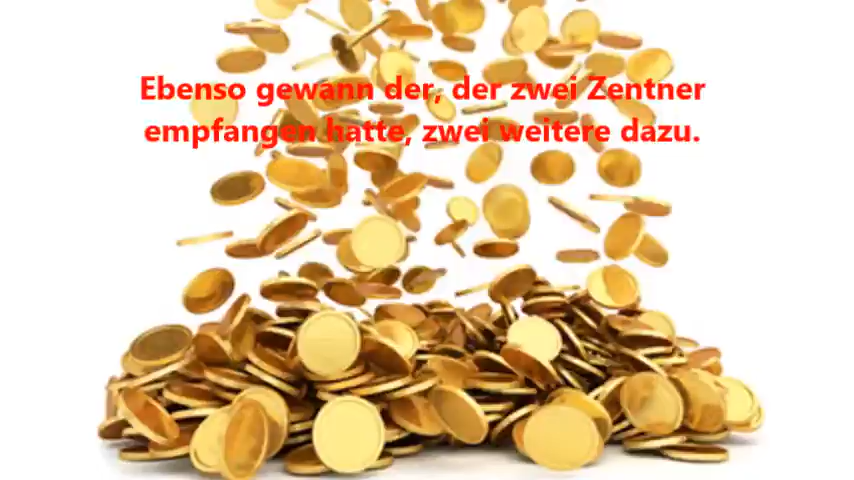 Ebenso gewann der, der zwei Zentner
empfangen hatte, zwei weitere dazu.